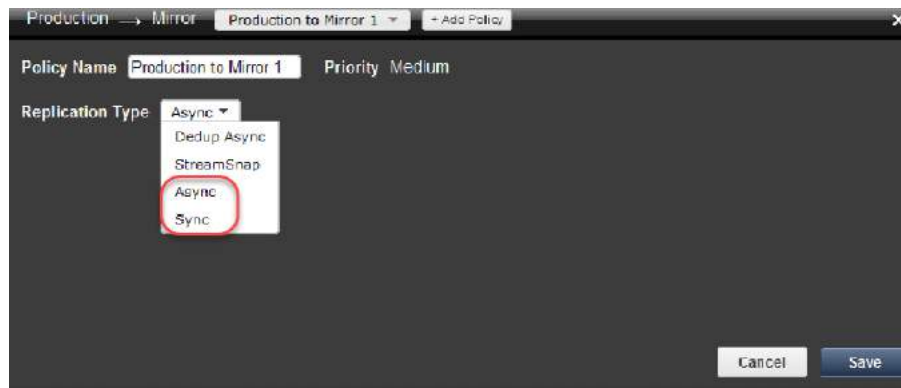 Production → Mirror Production to Mirror 1 + Add Policy ×
Policy Name Production to Mirror 1 Priority Medium
Replication Type Async
Dedup Async
StreamSnap
Async
Sync
Cancel Save